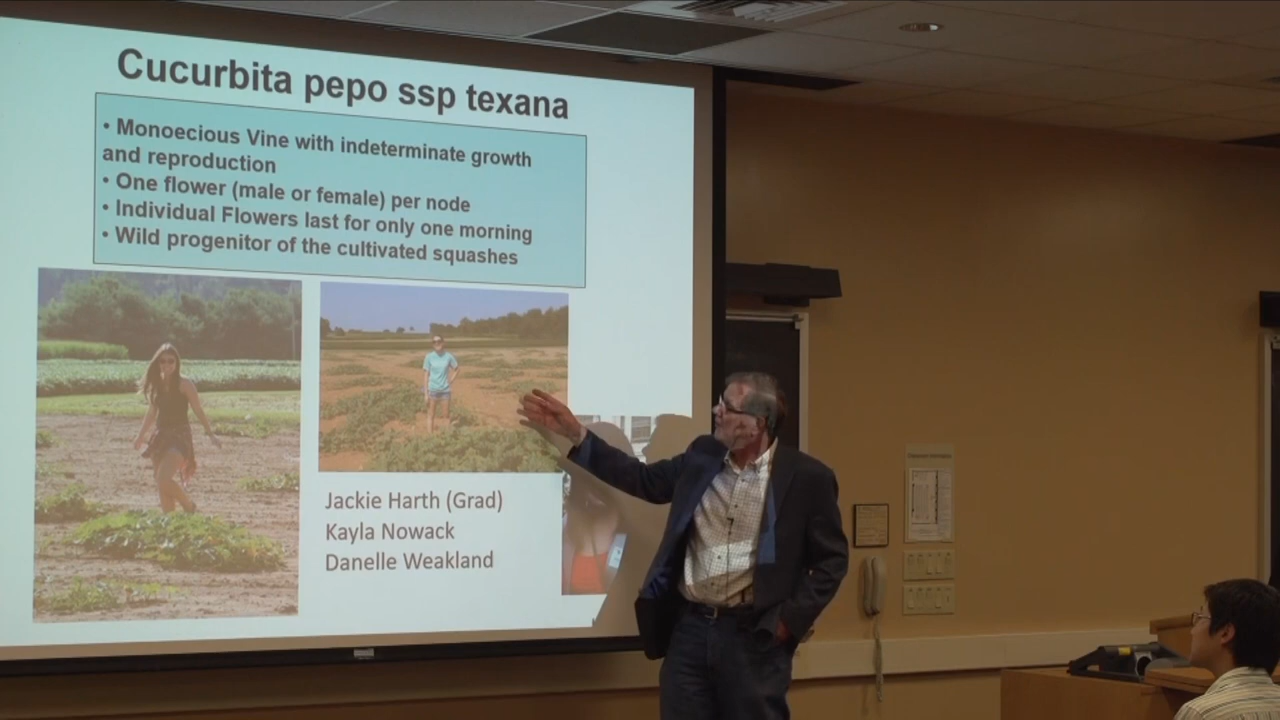 Cucurbita pepo ssp texana
• Monoecious Vine with indeterminate growth
and reproduction
• One flower (male or female) per node
• Individual Flowers last for only one morning
• Wild progenitor of the cultivated squashes
Jackie Harth (Grad)
Kayla Nowack
Danelle Weakland